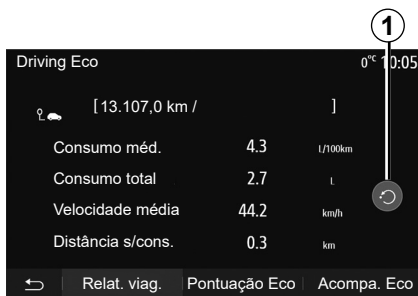 1
Driving Eco 0°C 10:05
[13.107,0 km / ]
Consumo méd. 4.3 L/100km
Consumo total 2.7 L
Velocidade média 44.2 km/h
Distância s/cons. 0.3 km
Relat. viag. Pontuação Eco Acompa. Eco